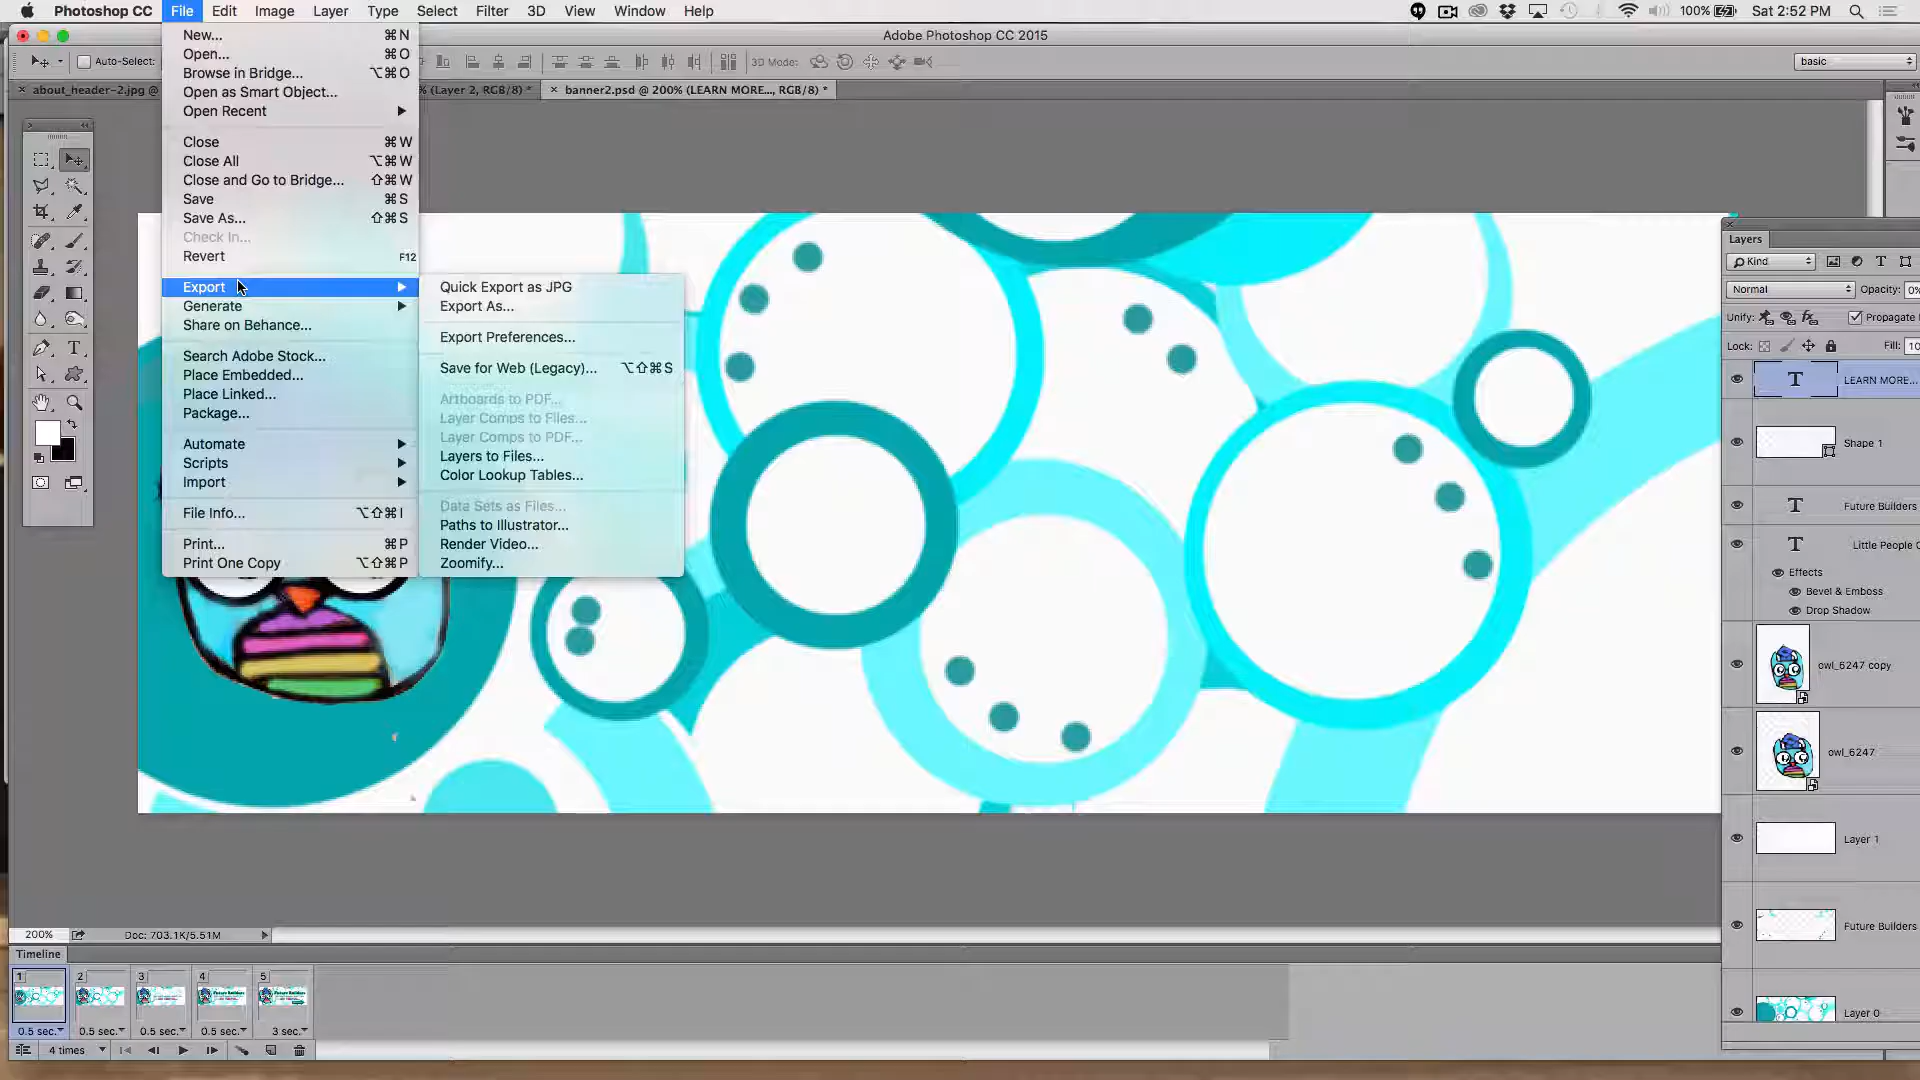 Photoshop CC File Edit Image Layer Type Select Filter 3D View Window Help 100% Sat 2:52 PM
Adobe Photoshop CC 2015
Auto-Select: 3D Mode: basic
about_header-2.jpg @ % (Layer 2, RGB/8) * banner2.psd @ 200% (LEARN MORE..., RGB/8) *
New... ⌘N
Open... ⌘O
Browse in Bridge... ⌥⌘O
Open as Smart Object...
Open Recent
Close ⌘W
Close All ⌥⌘W
Close and Go to Bridge... ⇧⌘W
Save ⌘S
Save As... ⇧⌘S
Check In...
Revert F12
Export
Generate
Share on Behance...
Search Adobe Stock...
Place Embedded...
Place Linked...
Package...
Automate
Scripts
Import
File Info... ⌥⇧⌘I
Print... ⌘P
Print One Copy ⌥⇧⌘P
Quick Export as JPG
Export As...
Export Preferences...
Save for Web (Legacy)... ⌥⇧⌘S
Artboards to PDF...
Layer Comps to Files...
Layer Comps to PDF...
Layers to Files...
Color Lookup Tables...
Data Sets as Files...
Paths to Illustrator...
Render Video...
Zoomify...
Layers
Kind
Normal Opacity: 0%
Unify: Propagate
Lock: Fill: 10
LEARN MORE...
Shape 1
Future Builders
Little People
Effects
Bevel & Emboss
Drop Shadow
owl_6247 copy
owl_6247
Layer 1
Future Builders
Layer 0
200% Doc: 703.1K/5.51M
Timeline
1 2 3 4 5
0.5 sec. 0.5 sec. 0.5 sec. 0.5 sec. 3 sec.
4 times